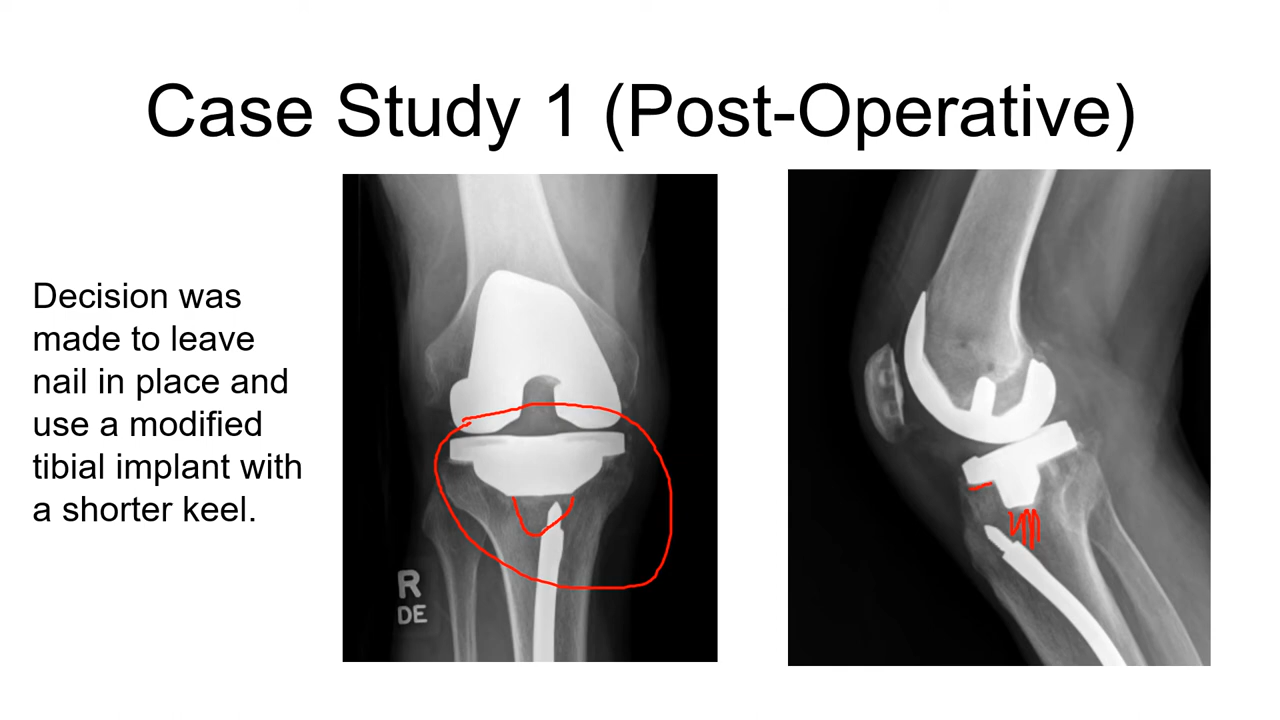 Case Study 1 (Post-Operative)
Decision was
made to leave
nail in place and
use a modified
tibial implant with
a shorter keel.
R
DE